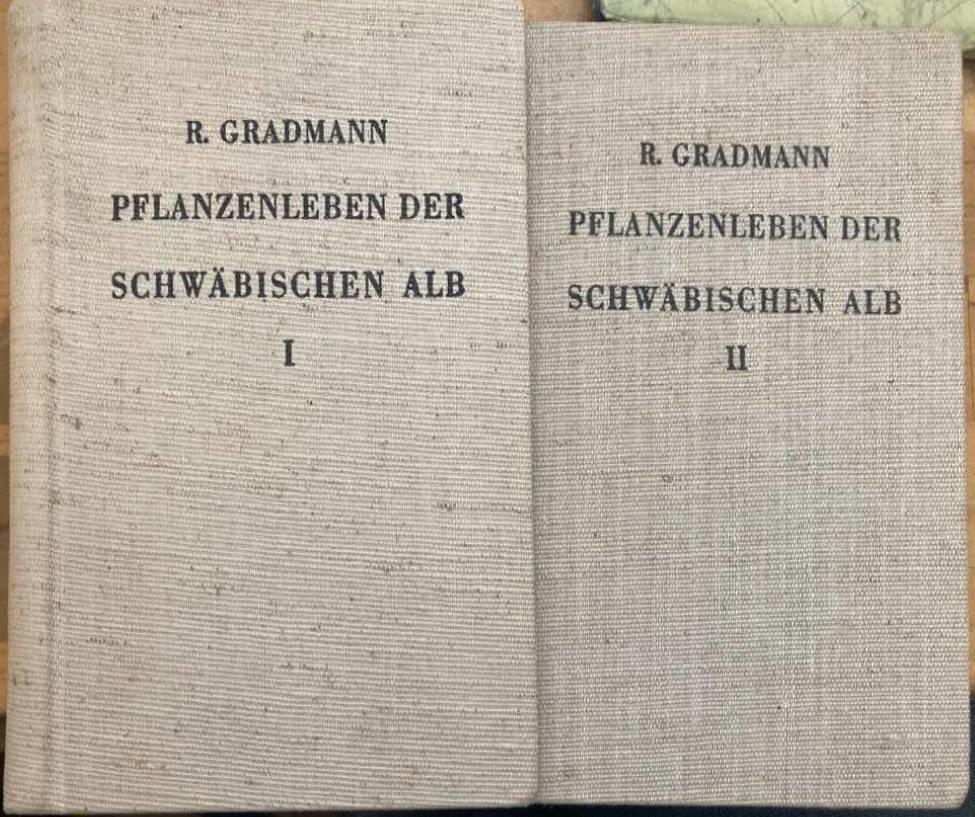 R. GRADMANN
PFLANZENLEBEN DER
SCHWÄBISCHEN ALB
I
R. GRADMANN
PFLANZENLEBEN DER
SCHWÄBISCHEN ALB
II